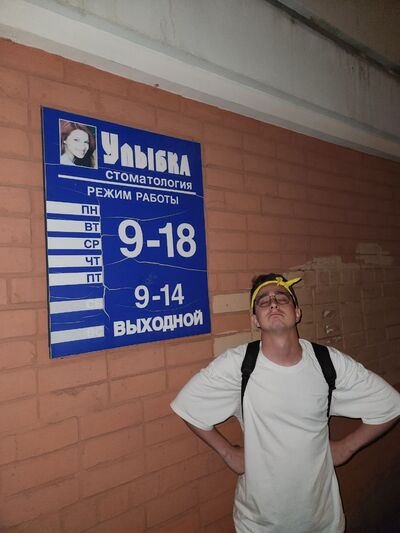 Улыбка
стоматология
РЕЖИМ РАБОТЫ
ПН
ВТ
СР
ЧТ
ПТ
9-18
9-14
ВЫХОДНОЙ